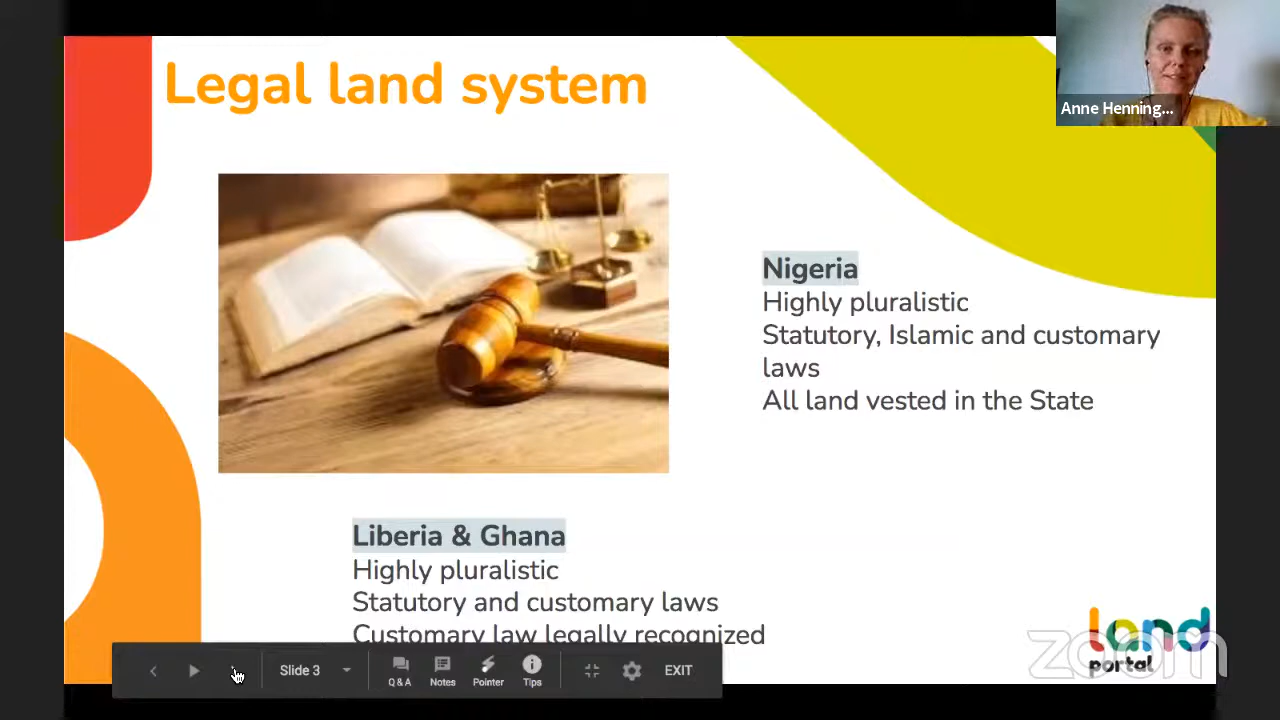 Legal land system
Anne Henning...
Nigeria
Highly pluralistic
Statutory, Islamic and customary
laws
All land vested in the State
Liberia & Ghana
Highly pluralistic
Statutory and customary laws
Customary law legally recognized
land
portal
zoom
Slide 3
Q & A
Notes
Pointer
Tips
EXIT